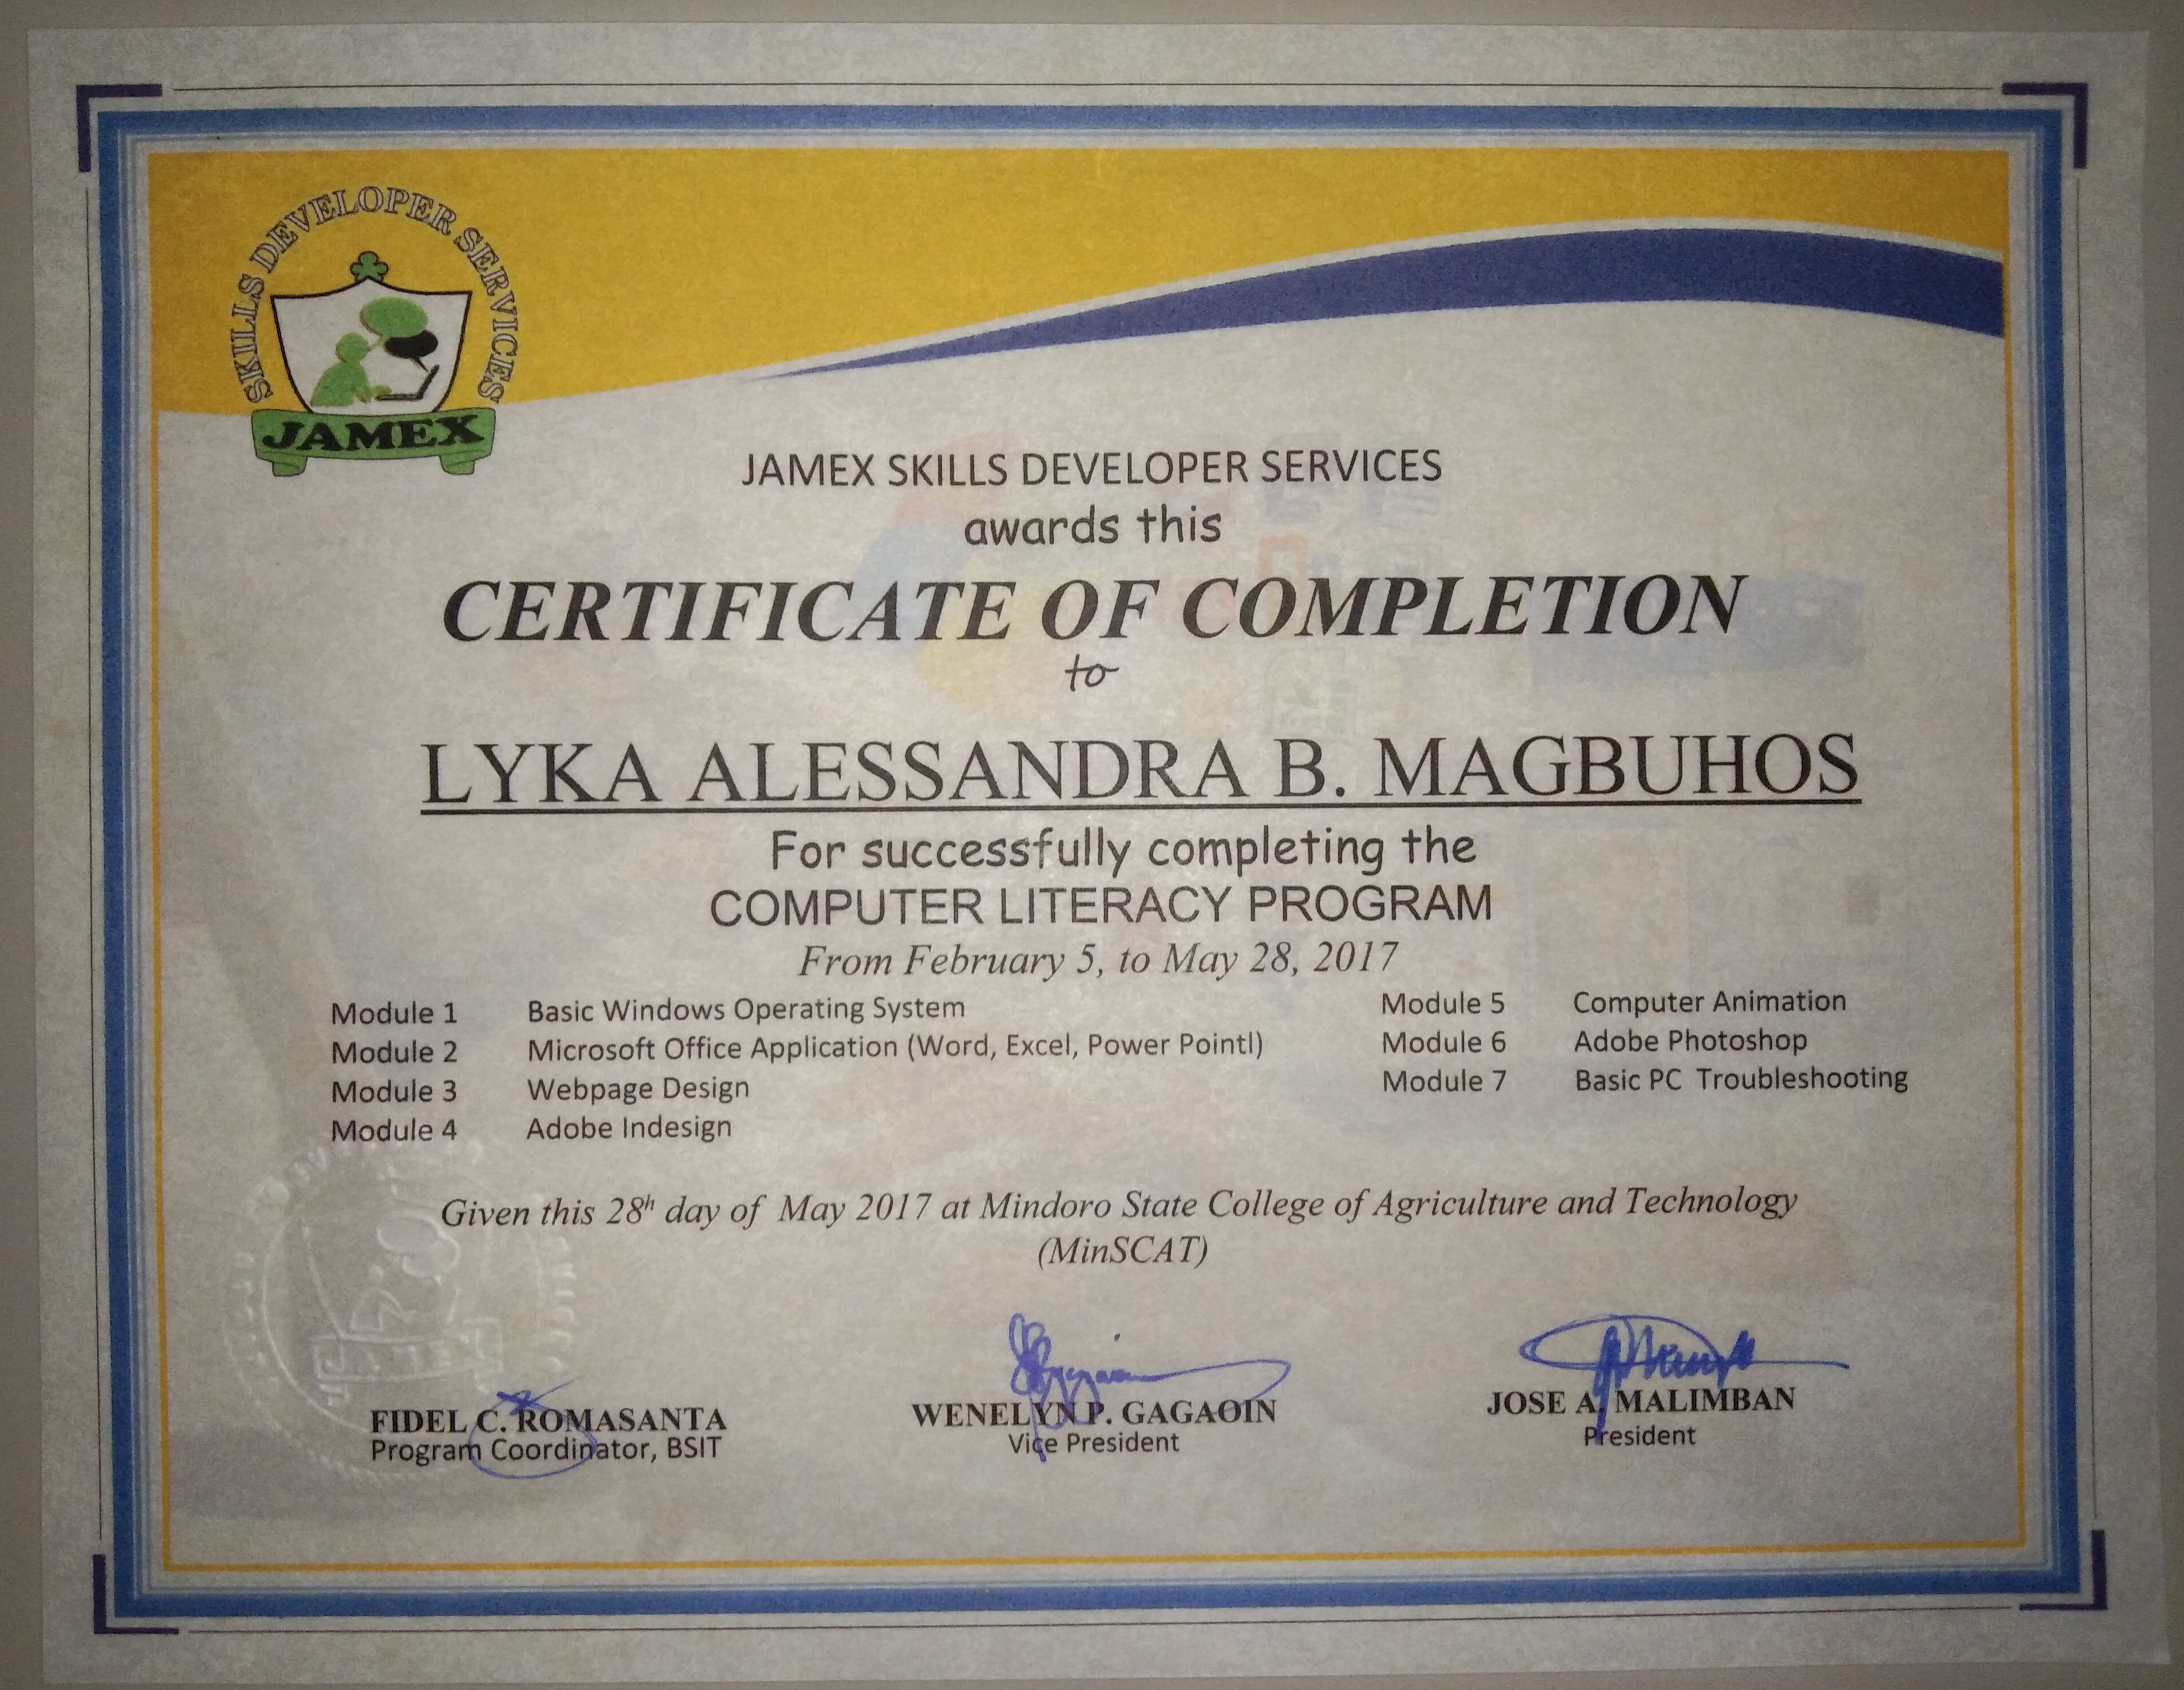 SKILLS DEVELOPER SERVICES
JAMEX
JAMEX SKILLS DEVELOPER SERVICES
awards this
CERTIFICATE OF COMPLETION
to
LYKA ALESSANDRA B. MAGBUHOS
For successfully completing the
COMPUTER LITERACY PROGRAM
From February 5, to May 28, 2017
Module 1 Basic Windows Operating System
Module 2 Microsoft Office Application (Word, Excel, Power Pointl)
Module 3 Webpage Design
Module 4 Adobe Indesign
Module 5 Computer Animation
Module 6 Adobe Photoshop
Module 7 Basic PC Troubleshooting
Given this 28h day of May 2017 at Mindoro State College of Agriculture and Technology
(MinSCAT)
FIDEL C. ROMASANTA
Program Coordinator, BSIT
WENELYN P. GAGAOIN
Vice President
JOSE A. MALIMBAN
President